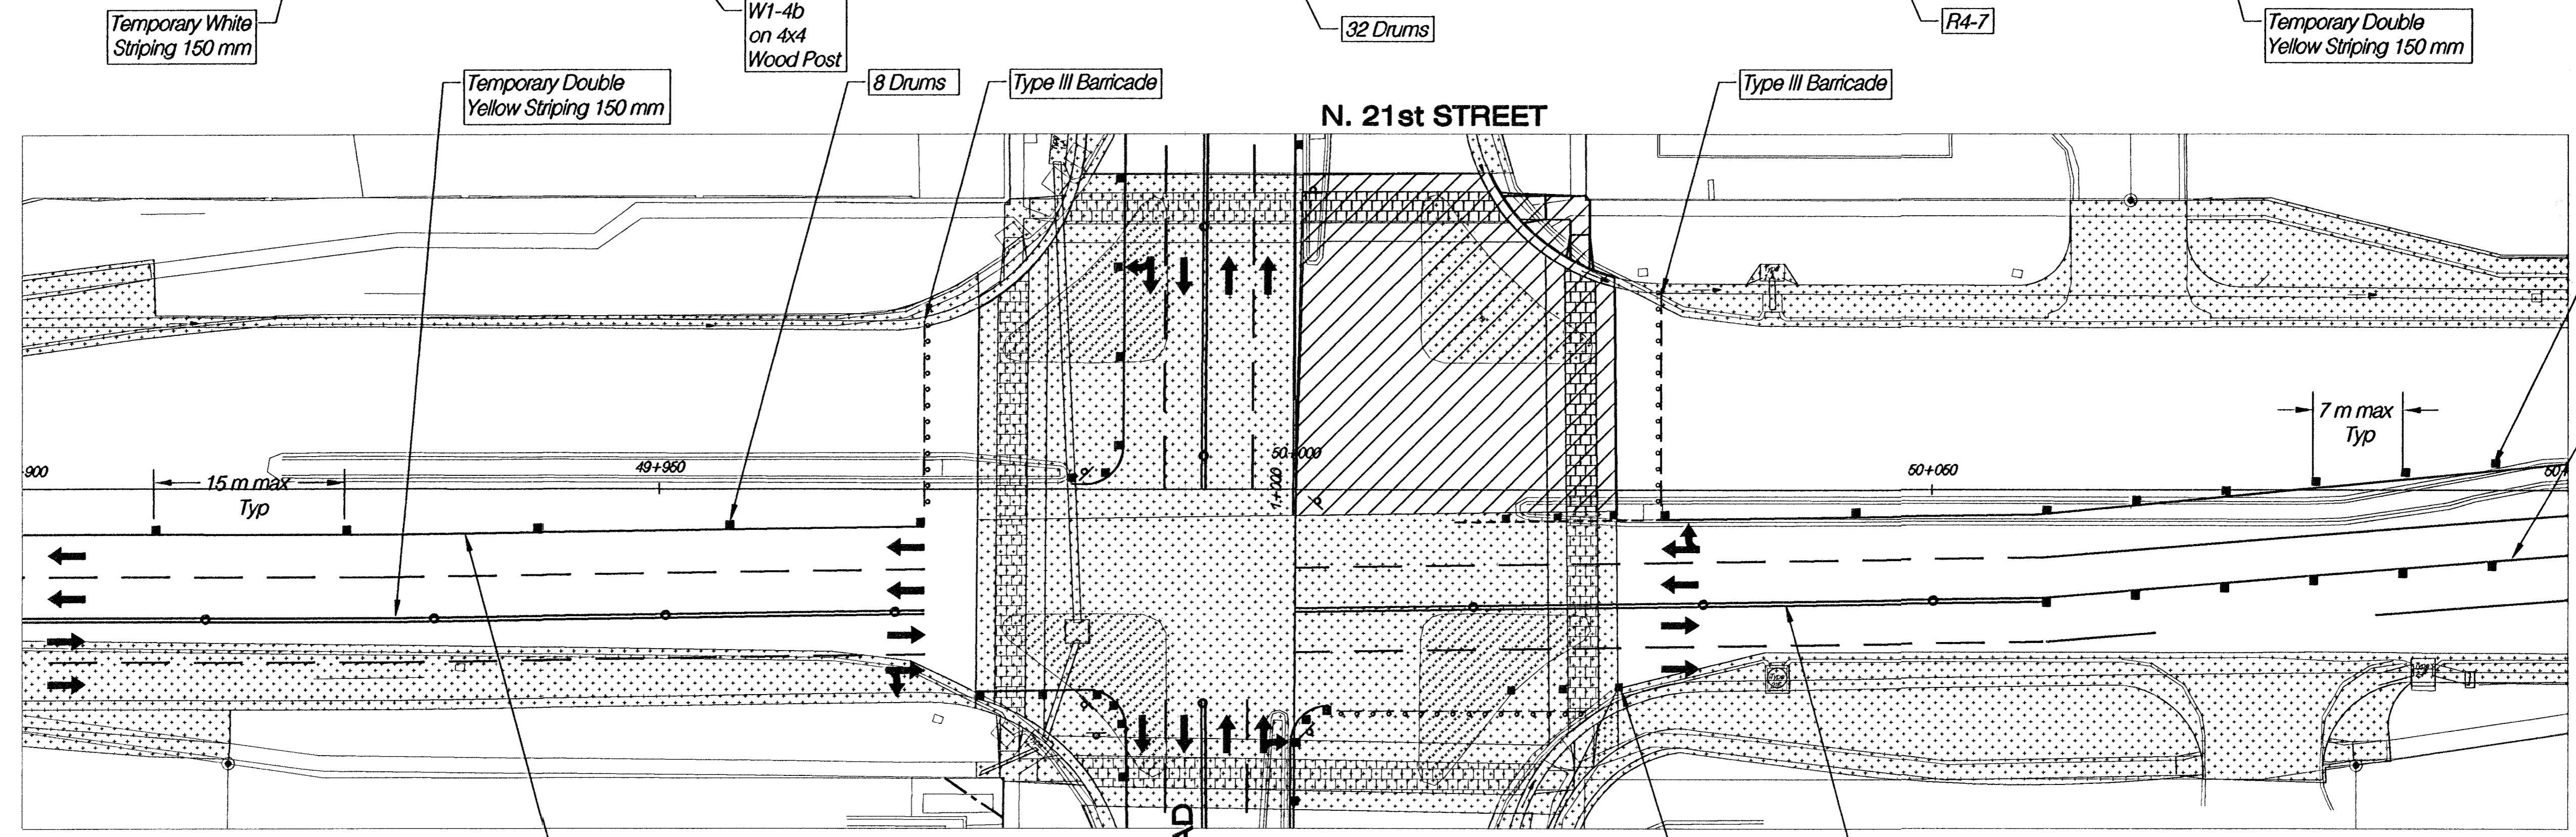 Temporary White
Striping 150 mm
W1-4b
on 4x4
Wood Post
32 Drums
R4-7
Temporary Double
Yellow Striping 150 mm
Temporary Double
Yellow Striping 150 mm
8 Drums
Type III Barricade
Type III Barricade
N. 21st STREET
7 m max
Typ
-900
15 m max
Typ
49+950
50+000
1+000
50+050
AD